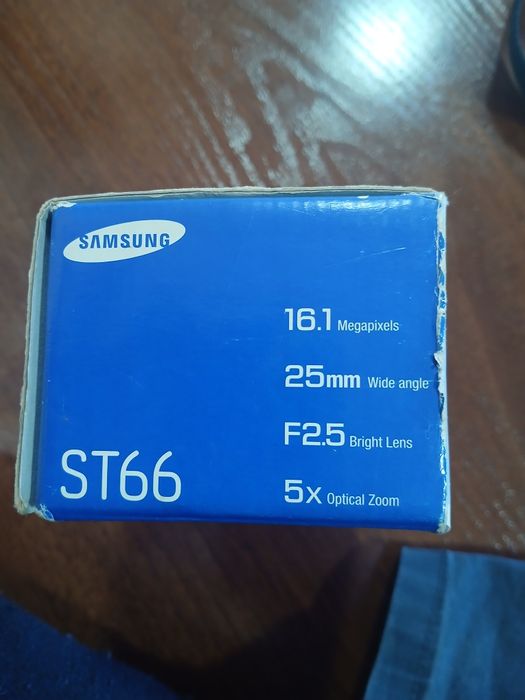 SAMSUNG
16.1 Megapixels
25mm Wide angle
F2.5 Bright Lens
5x Optical Zoom
ST66